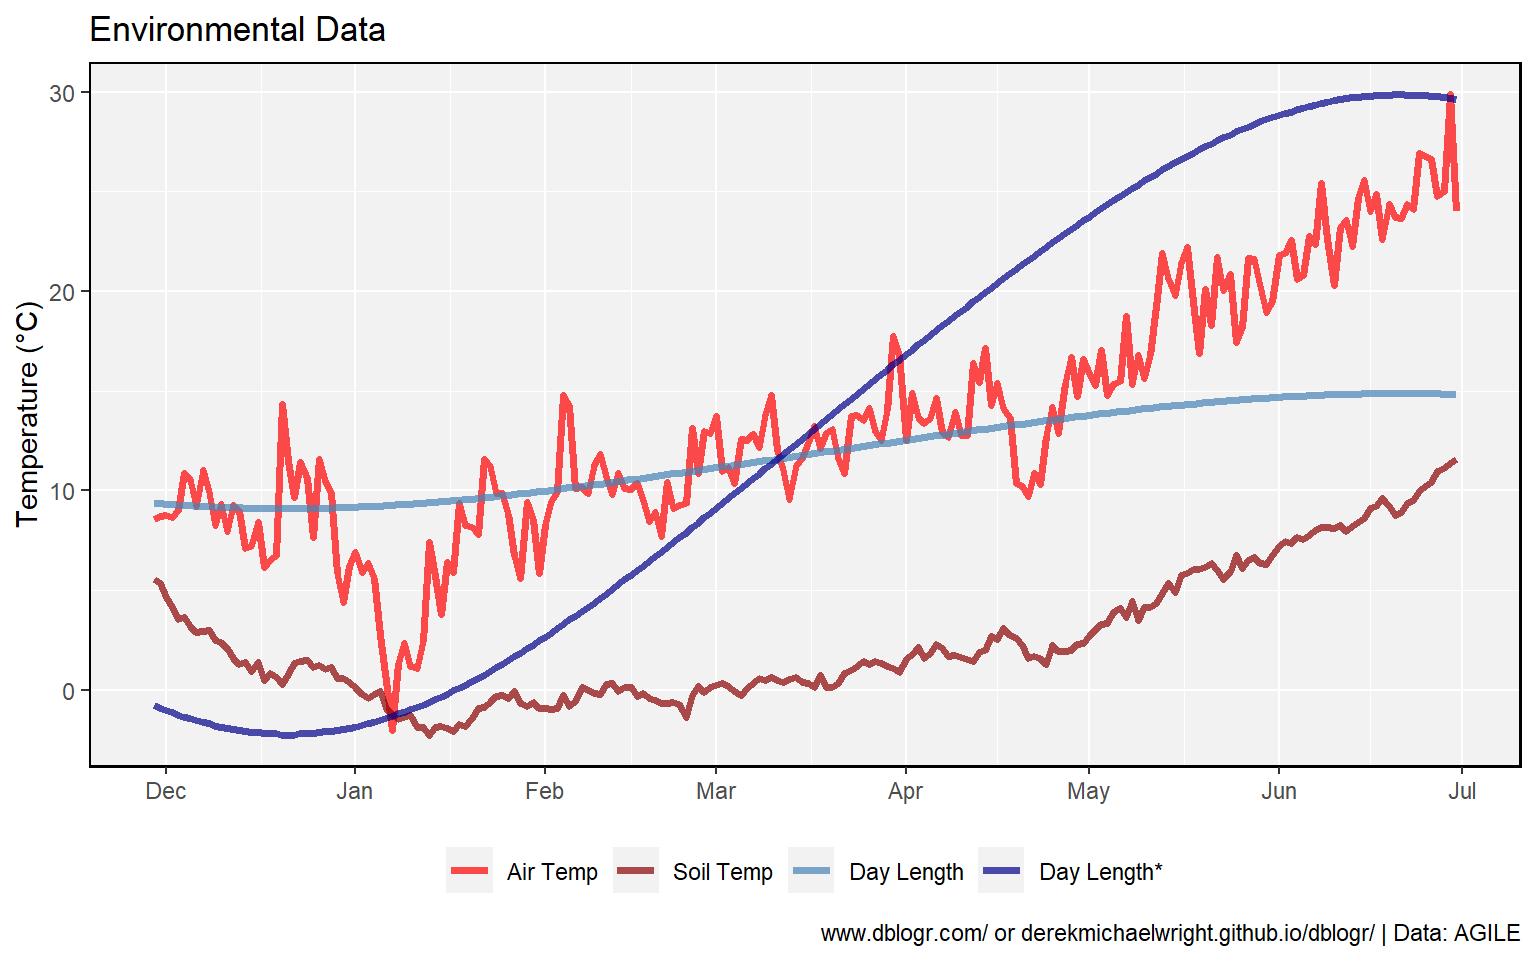 Environmental Data
Temperature (°C)
30
20
10
0
Dec Jan Feb Mar Apr May Jun Jul
Air Temp Soil Temp Day Length Day Length*
www.dblogr.com/ or derekmichaelwright.github.io/dblogr/ | Data: AGILE